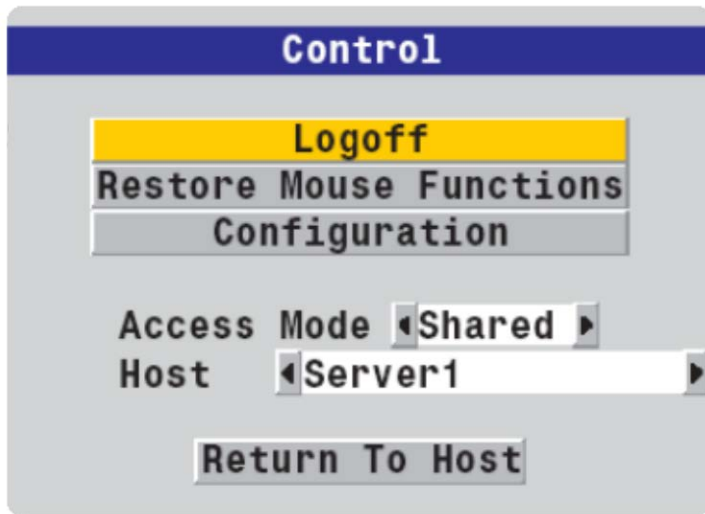 Control
Logoff
Restore Mouse Functions
Configuration
Access Mode Shared
Host Server1
Return To Host